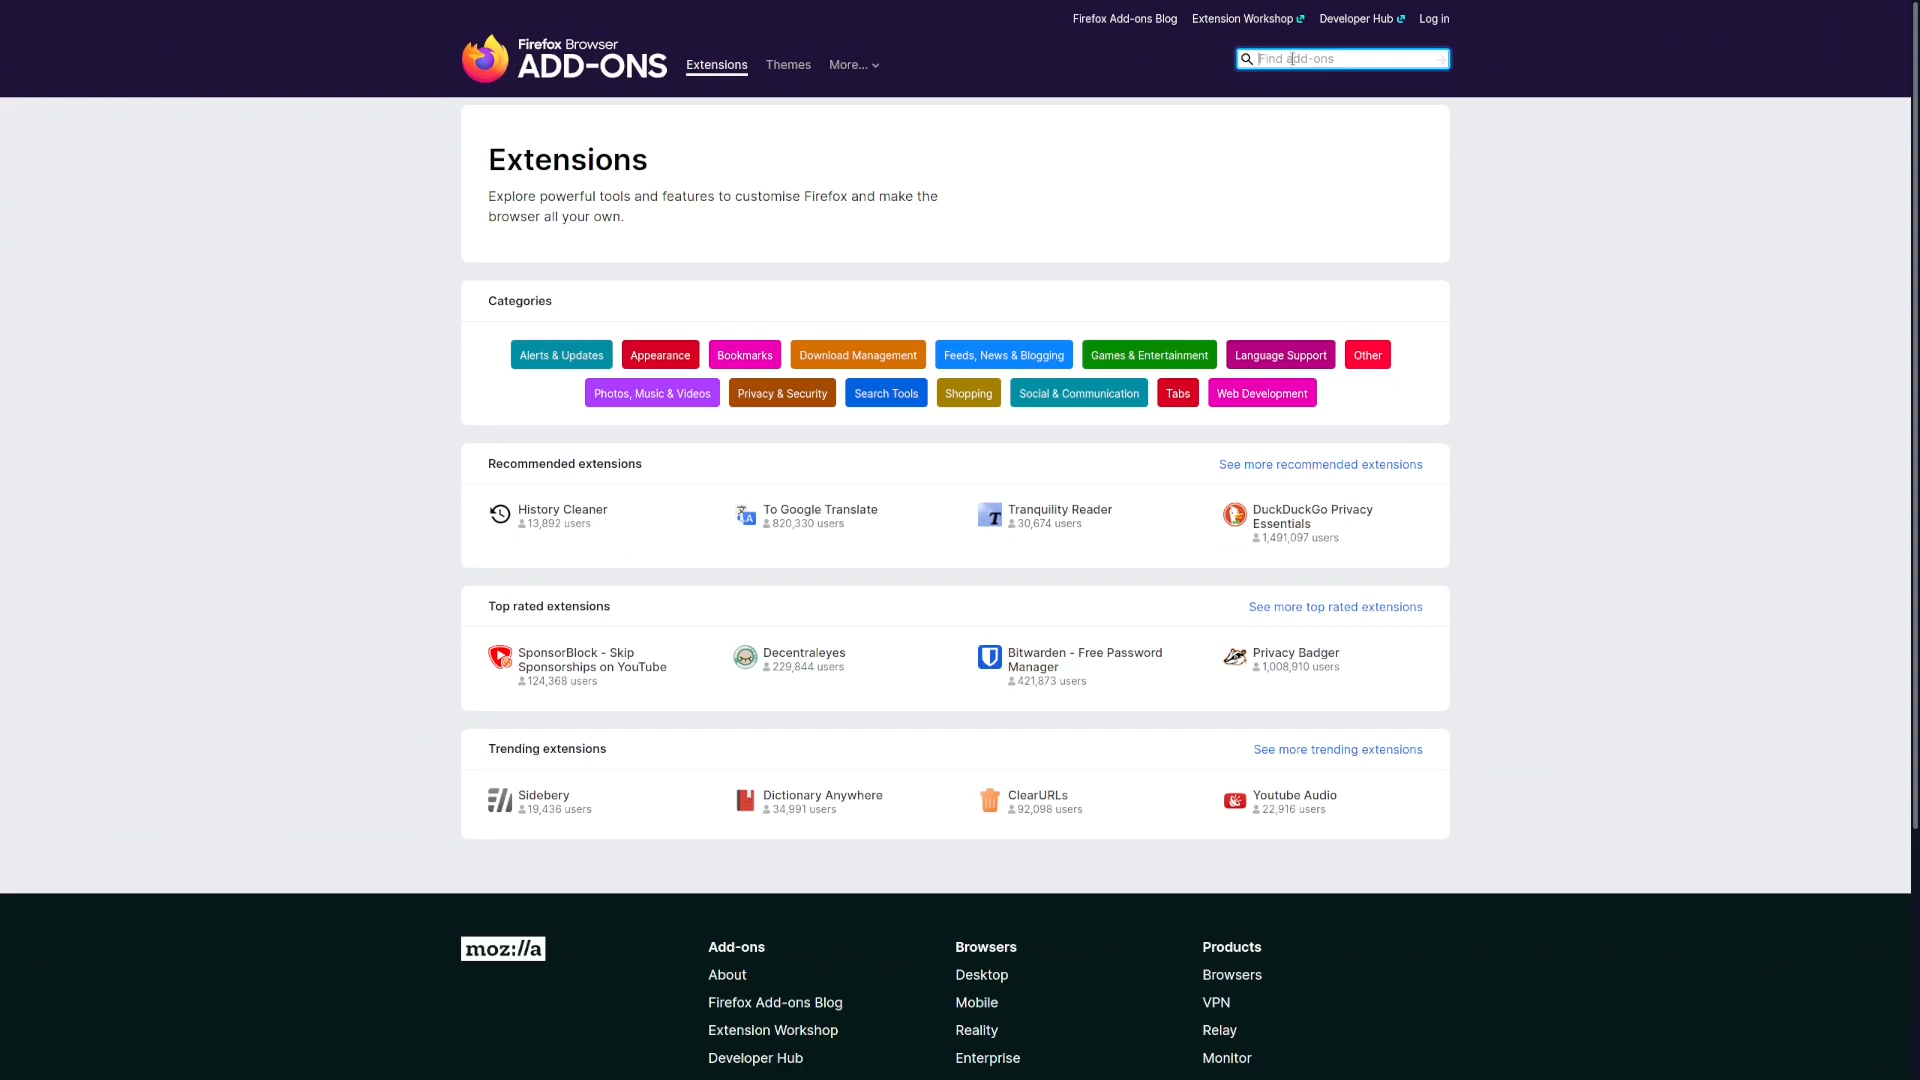 Firefox Add-ons Blog
Extension Workshop
Developer Hub
Log in
Firefox Browser
ADD-ONS
Extensions
Themes
More...
Find add-ons
Extensions
Explore powerful tools and features to customise Firefox and make the
browser all your own.
Categories
Alerts & Updates
Appearance
Bookmarks
Download Management
Feeds, News & Blogging
Games & Entertainment
Language Support
Other
Photos, Music & Videos
Privacy & Security
Search Tools
Shopping
Social & Communication
Tabs
Web Development
Recommended extensions
See more recommended extensions
History Cleaner
13,892 users
To Google Translate
820,330 users
Tranquility Reader
30,674 users
DuckDuckGo Privacy
Essentials
1,491,097 users
Top rated extensions
See more top rated extensions
SponsorBlock - Skip
Sponsorships on YouTube
124,368 users
Decentraleyes
229,844 users
Bitwarden - Free Password
Manager
421,873 users
Privacy Badger
1,008,910 users
Trending extensions
See more trending extensions
Sidebery
19,436 users
Dictionary Anywhere
34,991 users
ClearURLs
92,098 users
Youtube Audio
22,916 users
moz://a
Add-ons
About
Firefox Add-ons Blog
Extension Workshop
Developer Hub
Browsers
Desktop
Mobile
Reality
Enterprise
Products
Browsers
VPN
Relay
Monitor